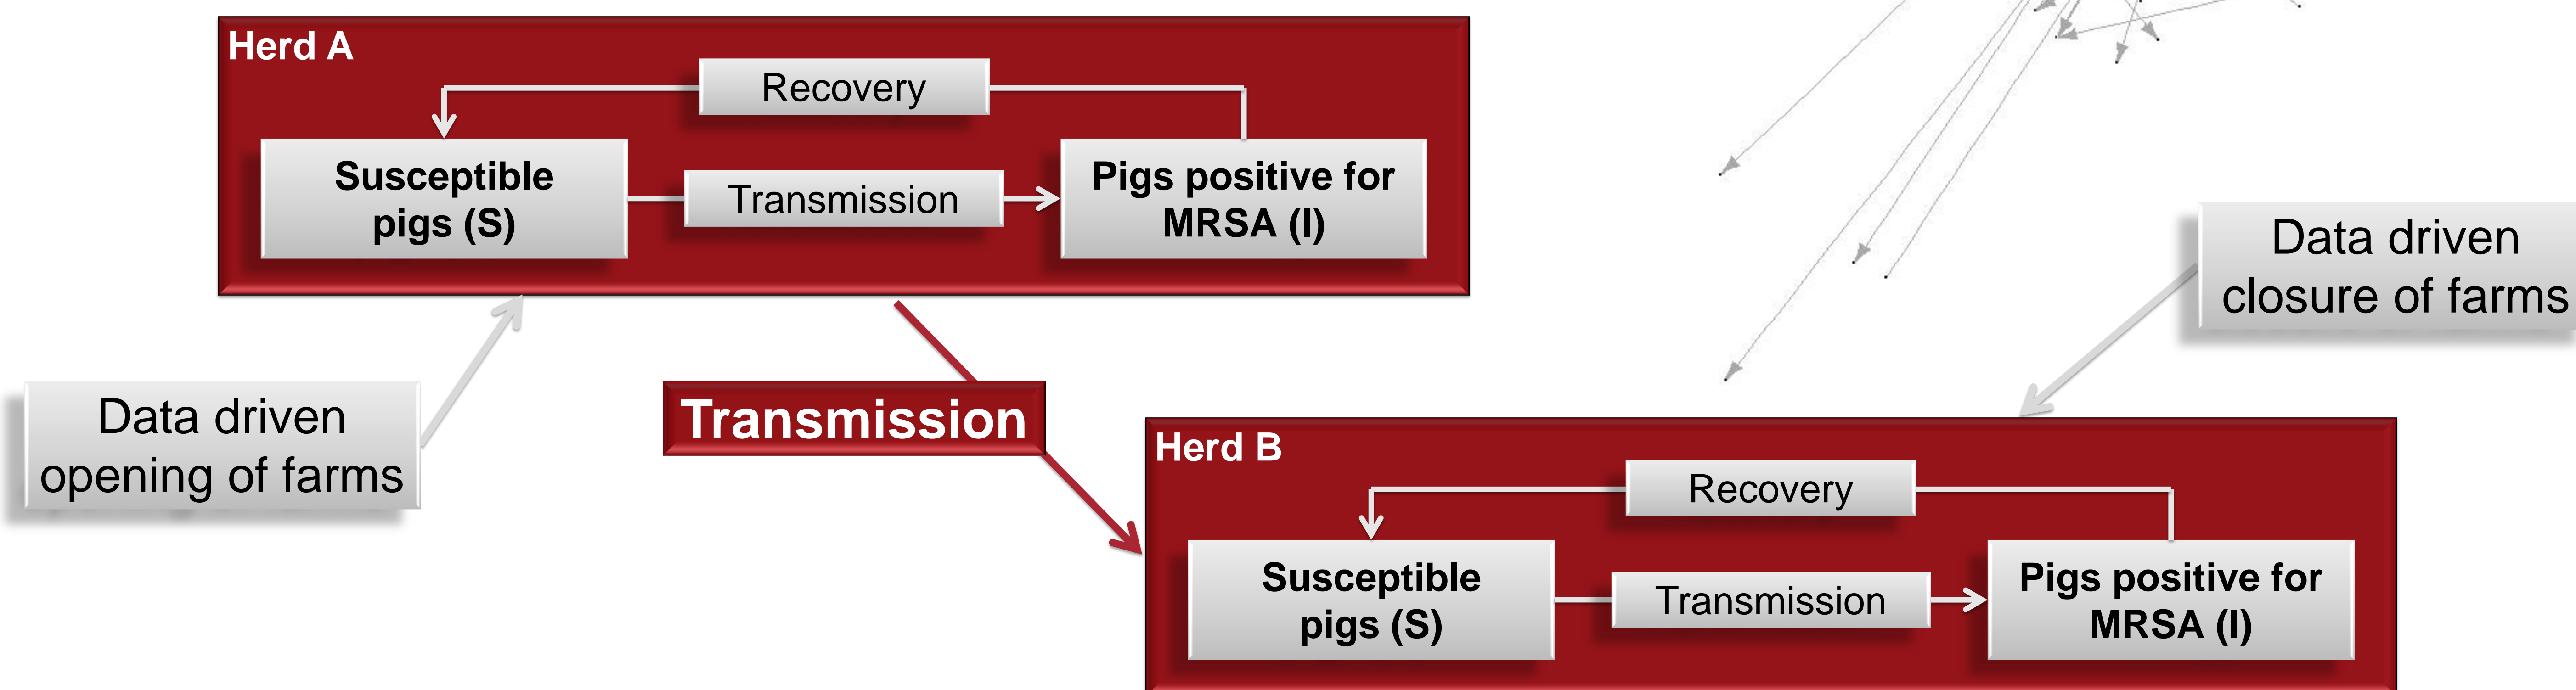 Herd A
Recovery
Susceptible
pigs (S)
Transmission
Pigs positive for
MRSA (I)
Data driven
closure of farms
Data driven
opening of farms
Transmission
Herd B
Recovery
Susceptible
pigs (S)
Transmission
Pigs positive for
MRSA (I)